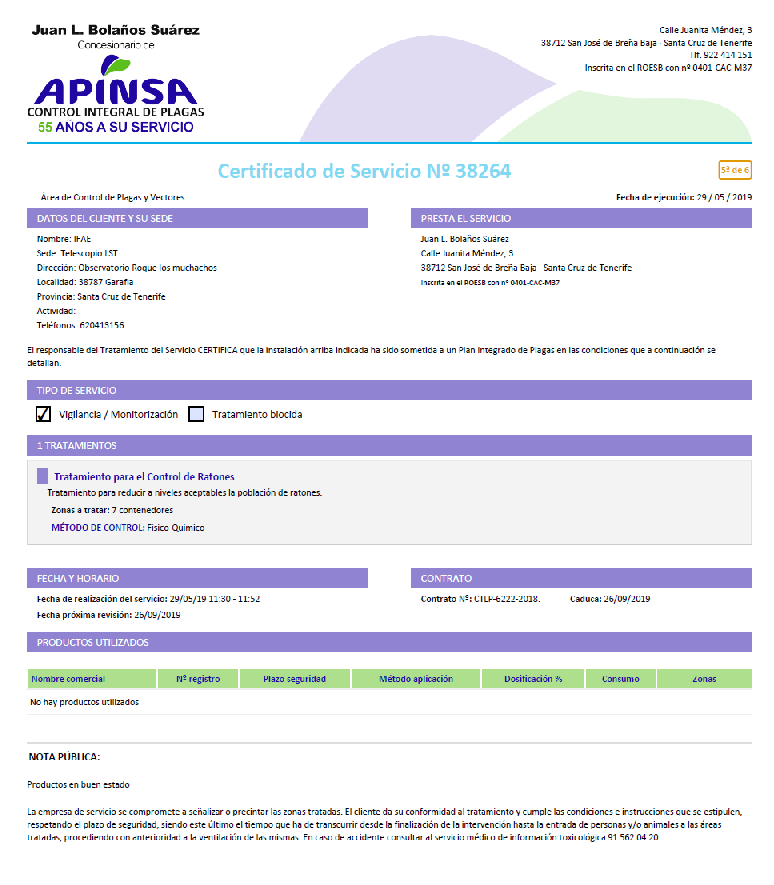 Juan L. Bolaños Suárez
Concesionario de
APINSA
CONTROL INTEGRAL DE PLAGAS
55 AÑOS A SU SERVICIO
Calle Juanita Méndez, 3
38712 San José de Breña Baja - Santa Cruz de Tenerife
Tlf. 922 414 151
Inscrita en el ROESB con nº 0401-CAC-M37
Certificado de Servicio Nº 38264
5ª de 6
Área de Control de Plagas y Vectores
Fecha de ejecución: 29 / 05 / 2019
DATOS DEL CLIENTE Y SU SEDE
Nombre: IFAE
Sede: Telescopio LST
Dirección: Observatorio Roque los muchachos
Localidad: 38787 Garafia
Provincia: Santa Cruz de Tenerife
Actividad:
Teléfonos: 620413156
PRESTA EL SERVICIO
Juan L. Bolaños Suárez
Calle Juanita Méndez, 3
38712 San José de Breña Baja - Santa Cruz de Tenerife
Inscrita en el ROESB con nº 0401-CAC-M37
El responsable del Tratamiento del Servicio CERTIFICA que la instalación arriba indicada ha sido sometida a un Plan Integrado de Plagas en las condiciones que a continuación se
detallan.
TIPO DE SERVICIO
Vigilancia / Monitorización Tratamiento biocida
1 TRATAMIENTOS
Tratamiento para el Control de Ratones
Tratamiento para reducir a niveles aceptables la población de ratones.
Zonas a tratar: 7 contenedores
MÉTODO DE CONTROL: Físico-Químico
FECHA Y HORARIO
Fecha de realización del servicio: 29/05/19 11:30 - 11:52
Fecha próxima revisión: 26/09/2019
CONTRATO
Contrato Nº: CTLP-6222-2018. Caduca: 26/09/2019
PRODUCTOS UTILIZADOS
Nombre comercial Nº registro Plazo seguridad Método aplicación Dosificación % Consumo Zonas
No hay productos utilizados
NOTA PÚBLICA:
Productos en buen estado
La empresa de servicio se compromete a señalizar o precintar las zonas tratadas. El cliente da su conformidad al tratamiento y cumple las condiciones e instrucciones que se estipulen,
respetando el plazo de seguridad, siendo este último el tiempo que ha de transcurrir desde la finalización de la intervención hasta la entrada de personas y/o animales a las áreas
tratadas, procediendo con anterioridad a la ventilación de las mismas. En caso de accidente consultar al servicio médico de información toxicológica 91 562 04 20